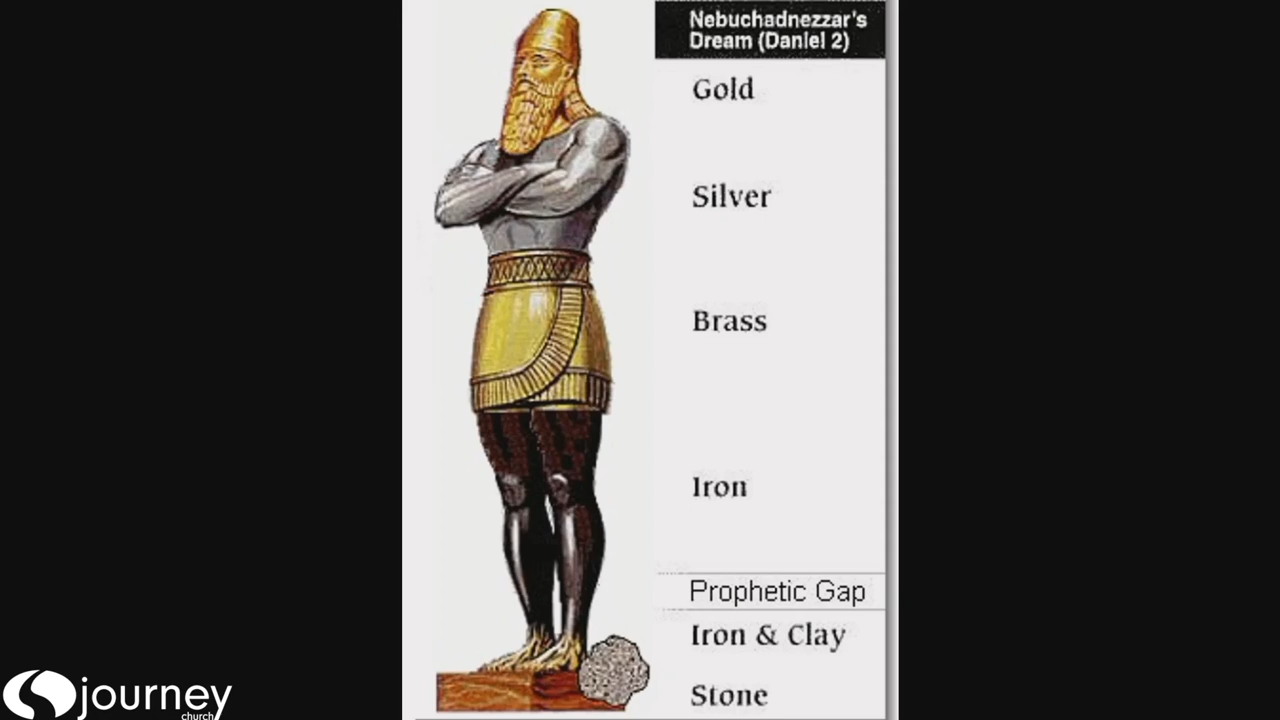 Nebuchadnezzar's
Dream (Daniel 2)
Gold
Silver
Brass
Iron
Prophetic Gap
Iron & Clay
Stone
journey
church